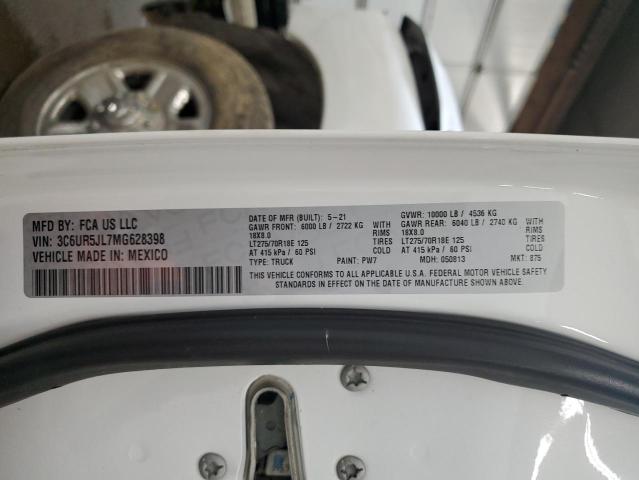 MFD BY: FCA US LLC
VIN: 3C6UR5JL7MG628398
VEHICLE MADE IN: MEXICO
DATE OF MFR (BUILT): 5-21 GVWR: 10000 LB / 4536 KG
GAWR FRONT: 6000 LB / 2722 KG WITH GAWR REAR: 6040 LB / 2740 KG WITH
18X8.0 RIMS 18X8.0 RIMS
LT275/70R18E 125 TIRES LT275/70R18E 125 TIRES
AT 415 kPa / 60 PSI COLD AT 415 kPa / 60 PSI COLD
TYPE: TRUCK PAINT: PW7 MDH: 050813 MKT: 875
THIS VEHICLE CONFORMS TO ALL APPLICABLE U.S.A. FEDERAL MOTOR VEHICLE SAFETY
STANDARDS IN EFFECT ON THE DATE OF MANUFACTURE SHOWN ABOVE.